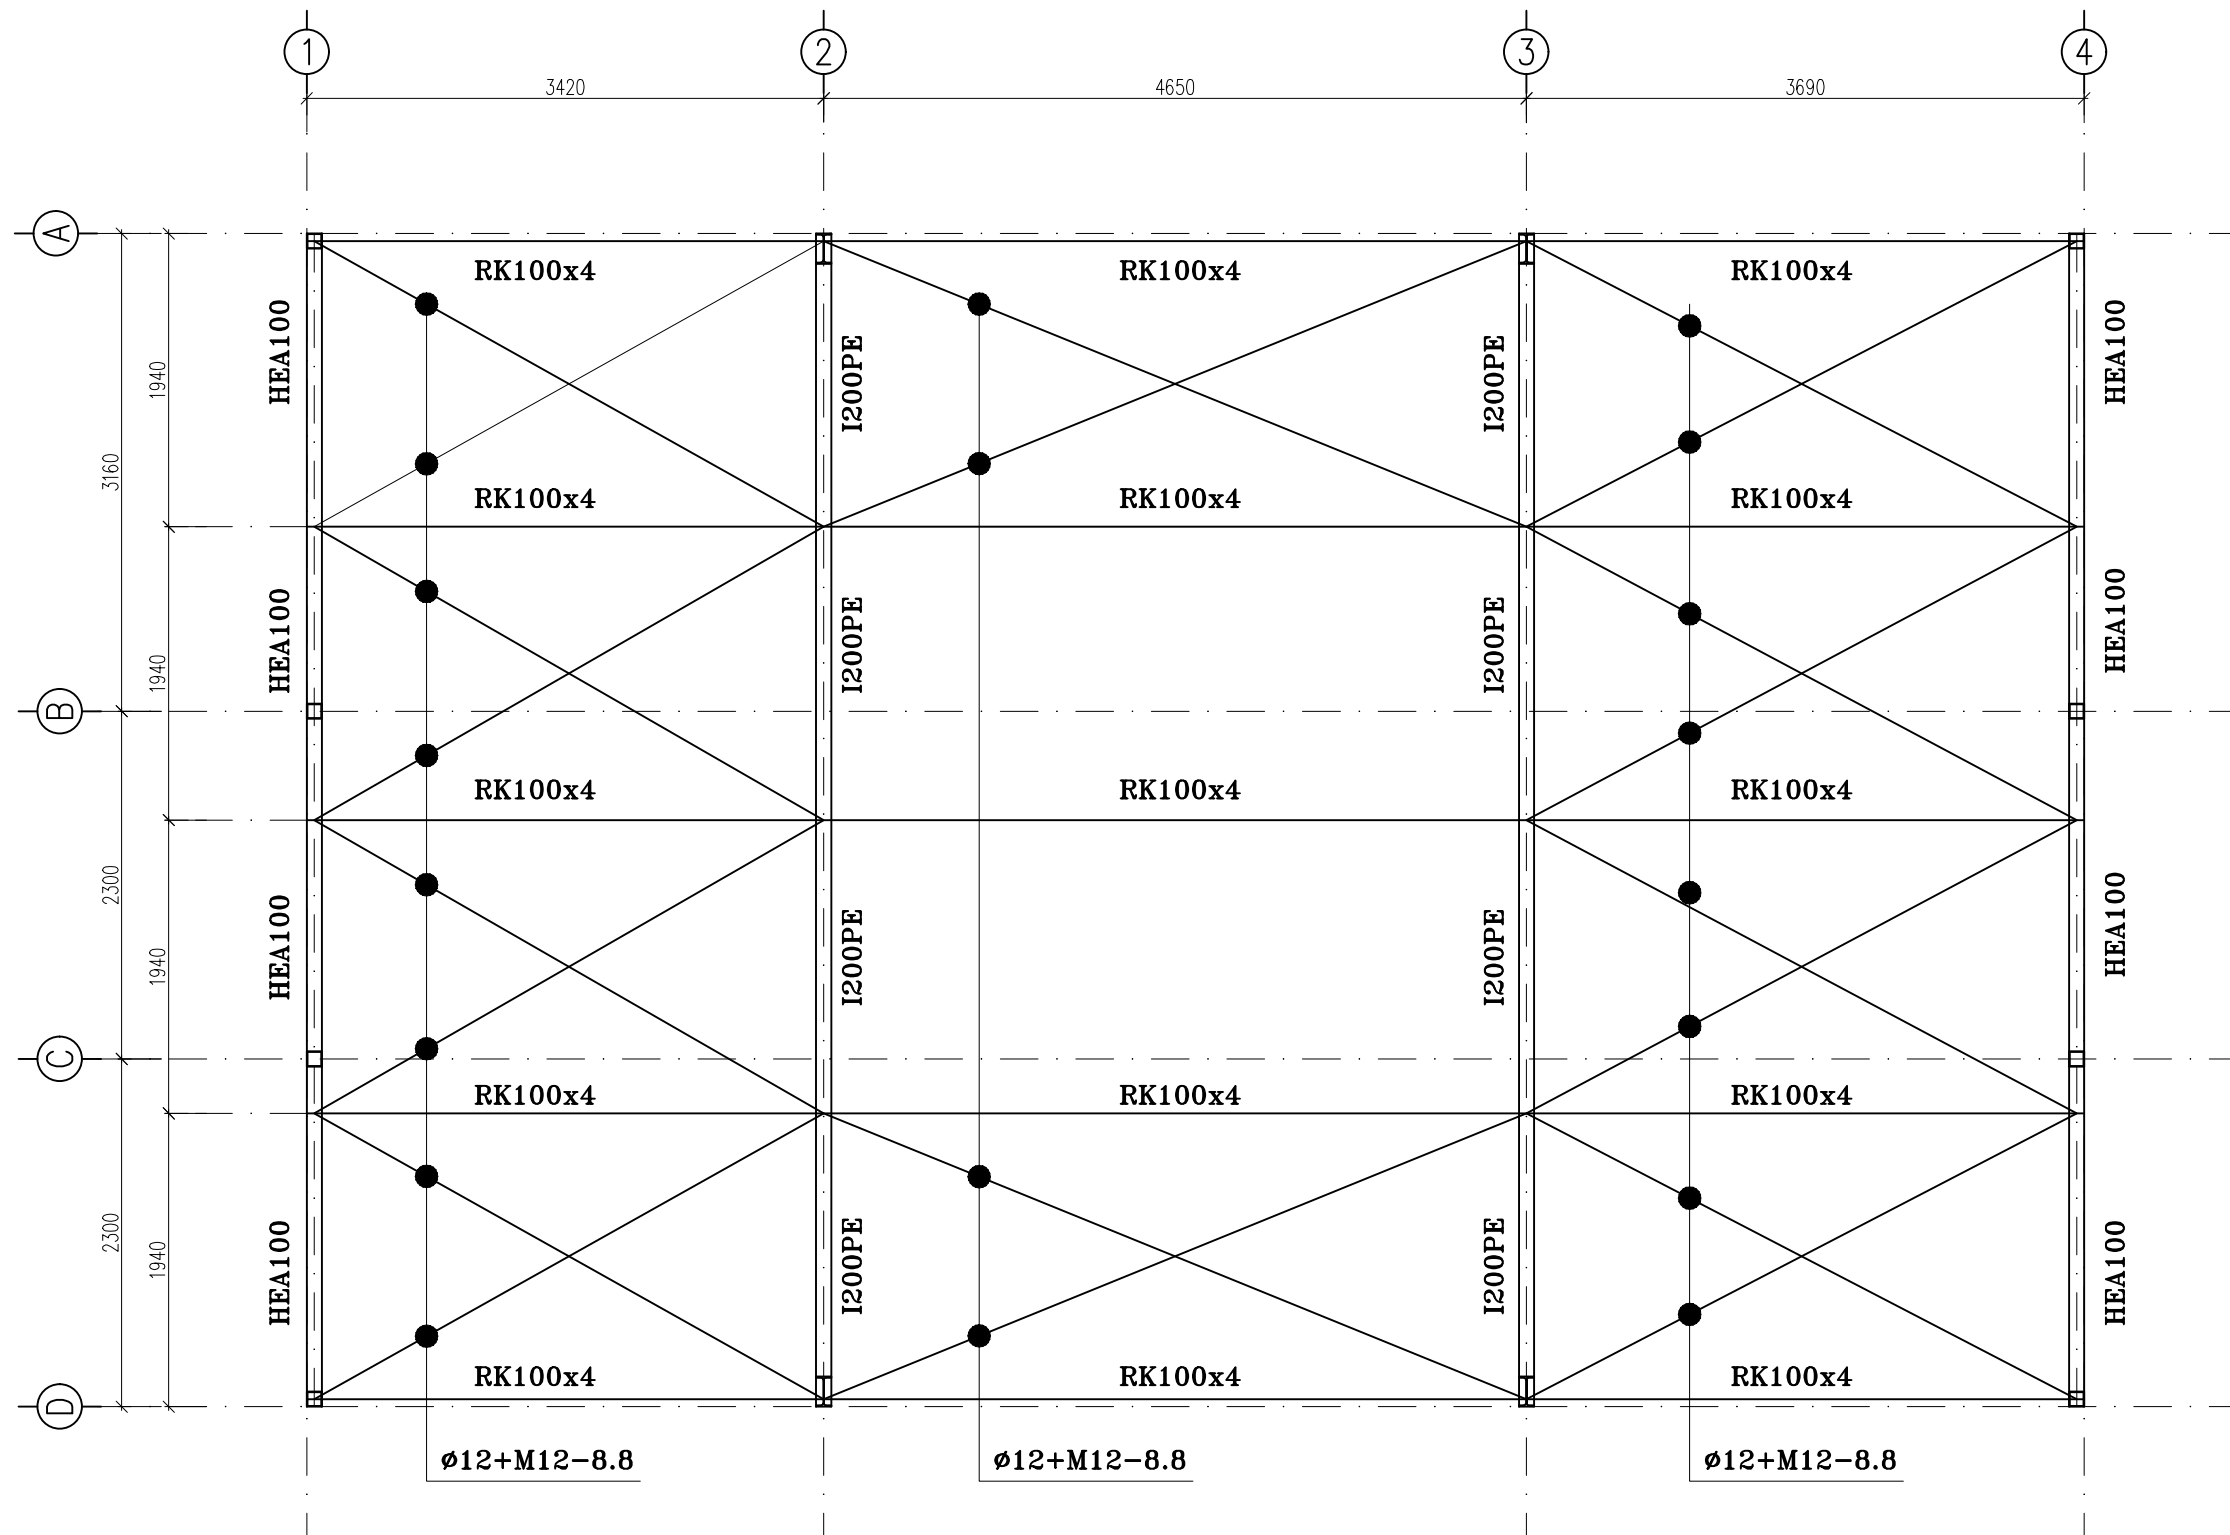 1 2 3 4
3420 4650 3690
A
RK100x4 RK100x4 RK100x4
HEA100 I200PE I200PE HEA100
1940
3160
RK100x4 RK100x4 RK100x4
HEA100 I200PE I200PE HEA100
1940
B
RK100x4 RK100x4 RK100x4
2300
HEA100 I200PE I200PE HEA100
1940
C
RK100x4 RK100x4 RK100x4
2300
HEA100 I200PE I200PE HEA100
1940
RK100x4 RK100x4 RK100x4
D
ø12+M12-8.8 ø12+M12-8.8 ø12+M12-8.8